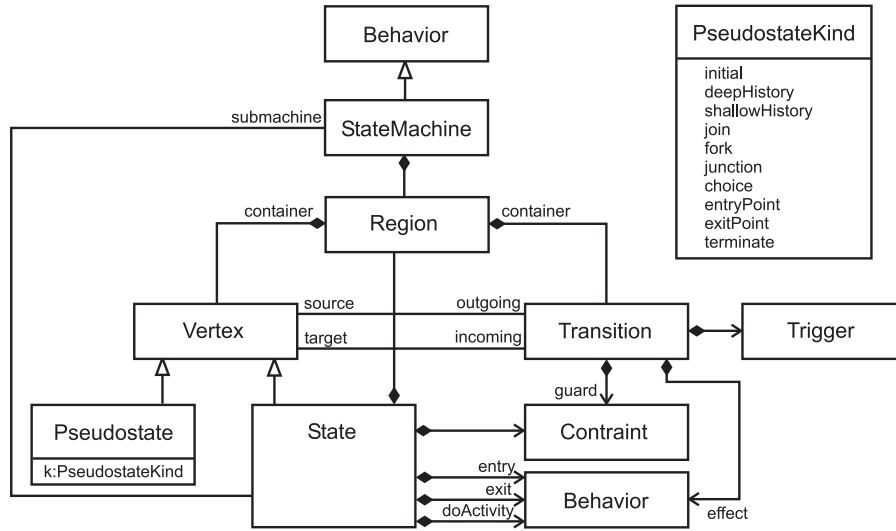 Behavior
PseudostateKind
initial
deepHistory
shallowHistory
join
fork
junction
choice
entryPoint
exitPoint
terminate
submachine
StateMachine
container
Region
container
source
outgoing
Vertex
Transition
Trigger
target
incoming
guard
Pseudostate
k:PseudostateKind
State
Contraint
entry
exit
doActivity
Behavior
effect